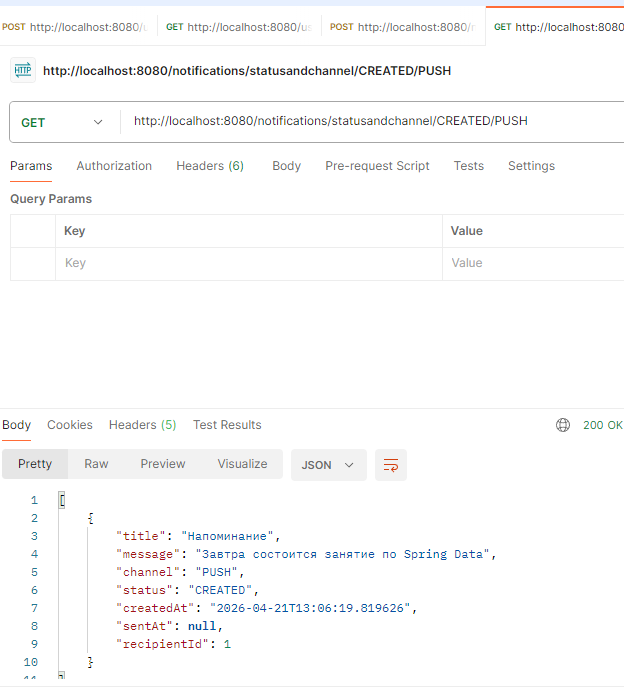 POST http://localhost:8080/u GET http://localhost:8080/us POST http://localhost:8080/n GET http://localhost:8080
HTTP http://localhost:8080/notifications/statusandchannel/CREATED/PUSH
GET http://localhost:8080/notifications/statusandchannel/CREATED/PUSH
Params Authorization Headers (6) Body Pre-request Script Tests Settings
Query Params
Key Value
Key Value
Body Cookies Headers (5) Test Results 200 OK
Pretty Raw Preview Visualize JSON
1 [
2 {
3 "title": "Напоминание",
4 "message": "Завтра состоится занятие по Spring Data",
5 "channel": "PUSH",
6 "status": "CREATED",
7 "createdAt": "2026-04-21T13:06:19.819626",
8 "sentAt": null,
9 "recipientId": 1
10 }
11 ]